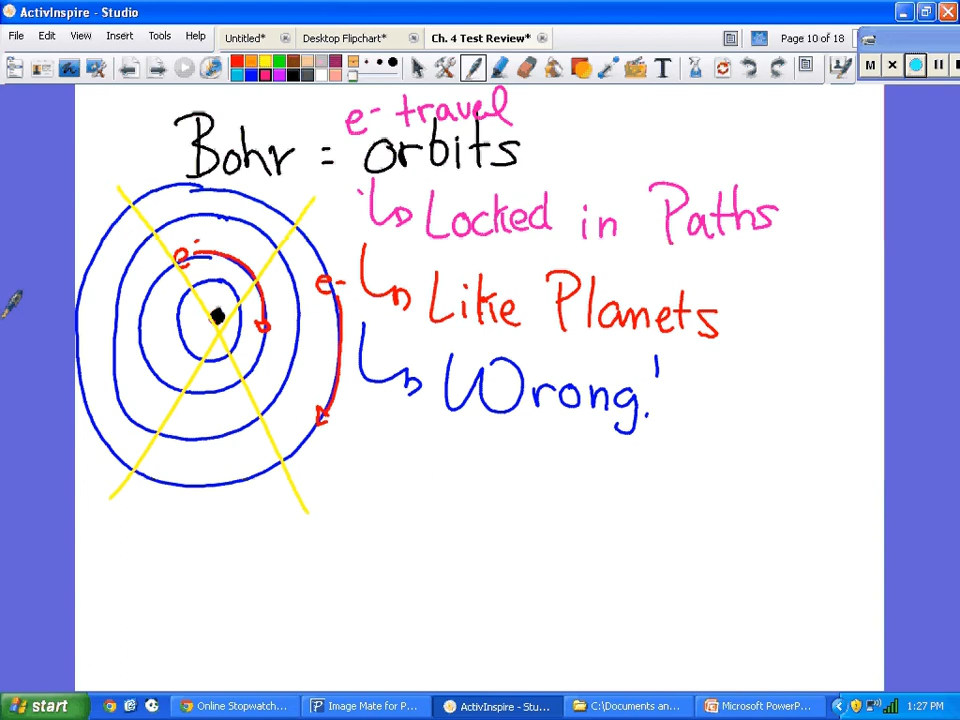 ActivInspire - Studio
File Edit View Insert Tools Help
Untitled* Desktop Flipchart* Ch. 4 Test Review* Page 10 of 18
M
T
e- travel
Bohr = orbits
Locked in Paths
e-
e-
Like Planets
Wrong!
start Online Stopwatch... Image Mate for P... ActivInspire - Stu... C:\Documents an... Microsoft PowerP... 1:27 PM